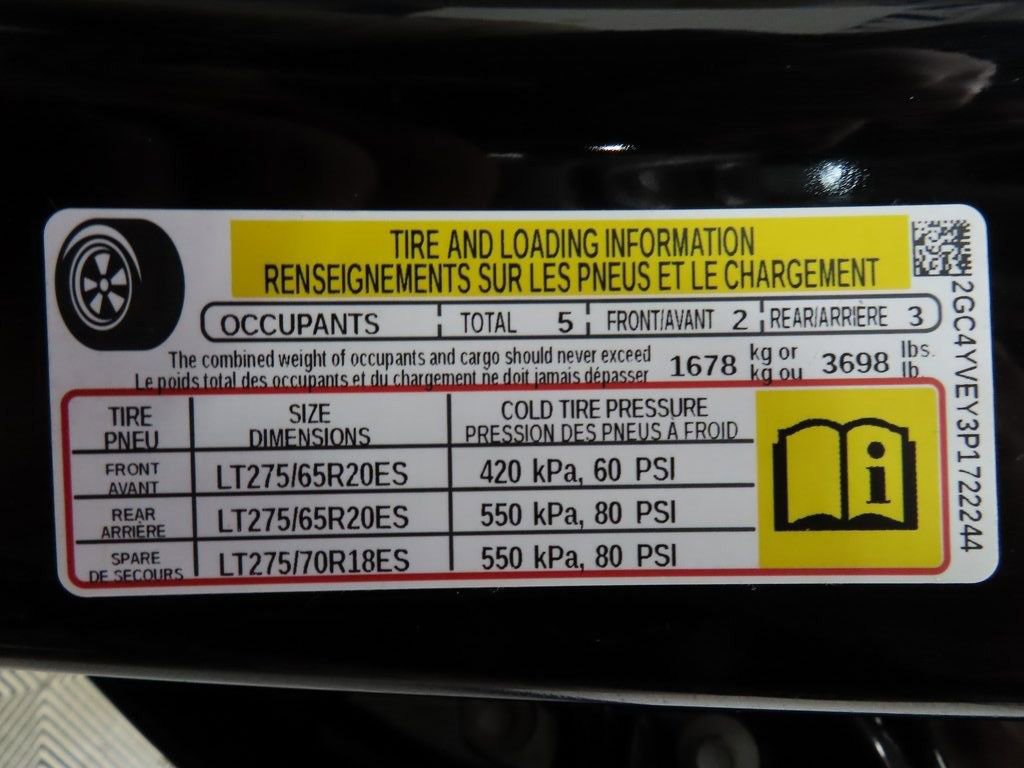 TIRE AND LOADING INFORMATION
RENSEIGNEMENTS SUR LES PNEUS ET LE CHARGEMENT
OCCUPANTS TOTAL 5 FRONT/AVANT 2 REAR/ARRIÈRE 3
The combined weight of occupants and cargo should never exceed 1678 kg or 3698 lbs.
Le poids total des occupants et du chargement ne doit jamais dépasser kg ou lb.
TIRE SIZE COLD TIRE PRESSURE
PNEU DIMENSIONS PRESSION DES PNEUS À FROID
FRONT
AVANT LT275/65R20ES 420 kPa, 60 PSI
REAR
ARRIÈRE LT275/65R20ES 550 kPa, 80 PSI
SPARE
DE SECOURS LT275/70R18ES 550 kPa, 80 PSI
i
2GC4YVEY3P1722244